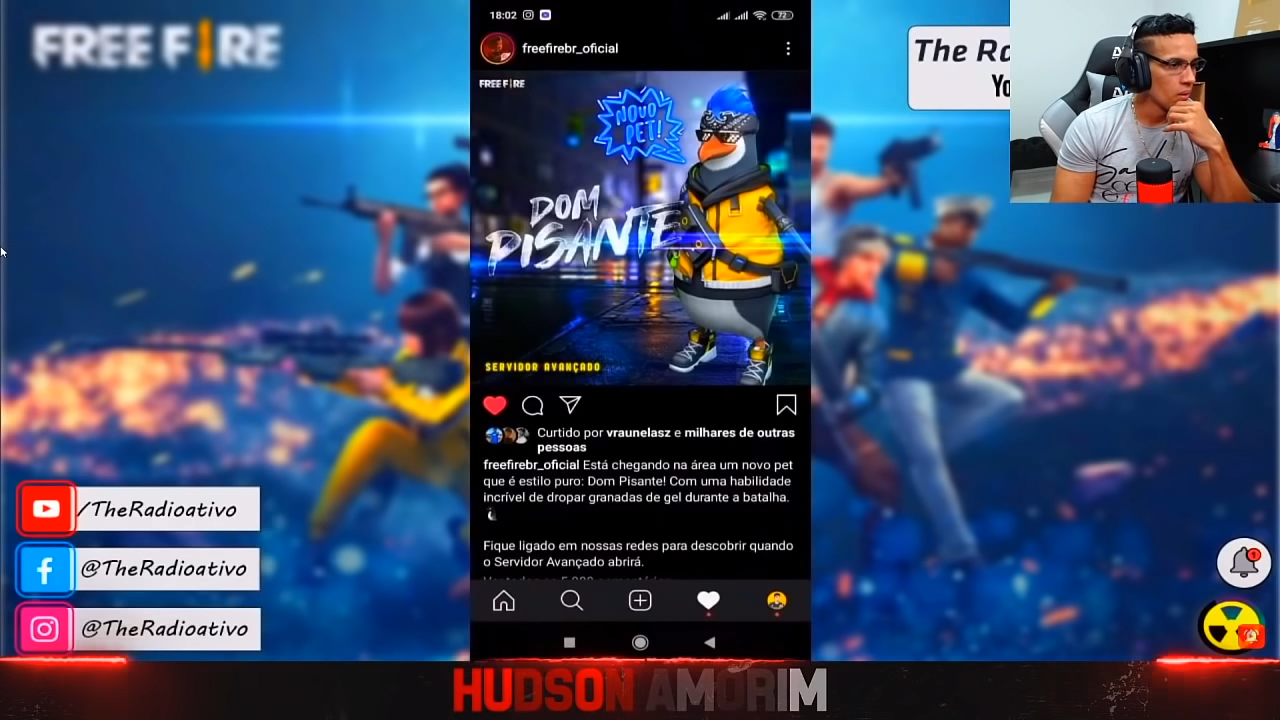 FREE FIRE
18:02
72
freefirebr_oficial
FREE FIRE
NOVO
PET!
DOM
PISANTE
SERVIDOR AVANÇADO
Curtido por vraunelasz e milhares de outras
pessoas
freefirebr_oficial Está chegando na área um novo pet
que é estilo puro: Dom Pisante! Com uma habilidade
incrível de dropar granadas de gel durante a batalha.
Fique ligado em nossas redes para descobrir quando
o Servidor Avançado abrirá.
The
/TheRadioativo
@TheRadioativo
@TheRadioativo
1
HUDSON AMORIM